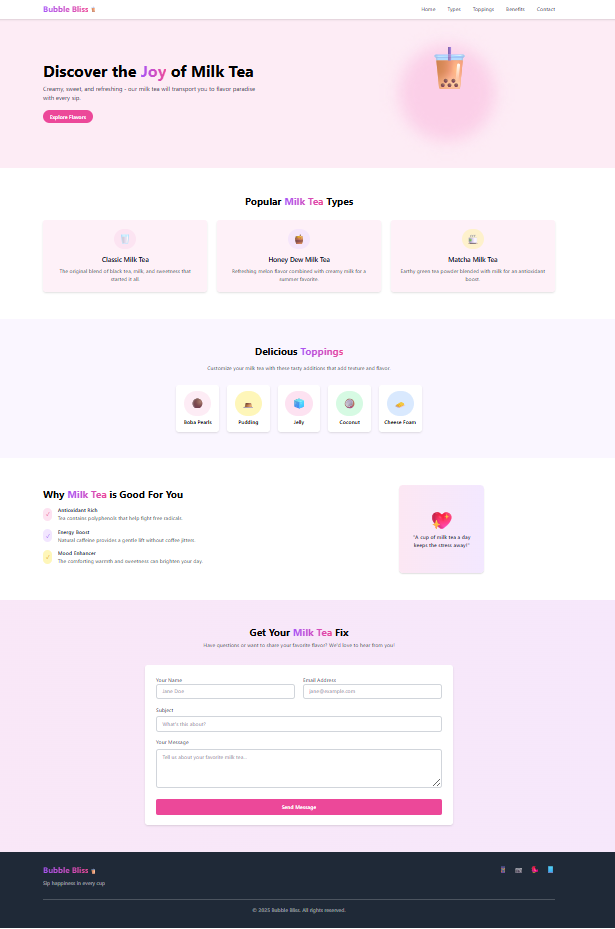 Bubble Bliss
Home Types Toppings Benefits Contact
Discover the Joy of Milk Tea
Creamy, sweet, and refreshing - our milk tea will transport you to flavor paradise
with every sip.
Explore Flavors
Popular Milk Tea Types
Classic Milk Tea
The original blend of black tea, milk, and sweetness that
started it all.
Honey Dew Milk Tea
Refreshing melon flavor combined with creamy milk for a
summer favorite.
Matcha Milk Tea
Earthy green tea powder blended with milk for an antioxidant
boost.
Delicious Toppings
Customize your milk tea with these tasty additions that add texture and flavor.
Boba Pearls
Pudding
Jelly
Coconut
Cheese Foam
Why Milk Tea is Good For You
Antioxidant Rich
Tea contains polyphenols that help fight free radicals.
Energy Boost
Natural caffeine provides a gentle lift without coffee jitters.
Mood Enhancer
The comforting warmth and sweetness can brighten your day.
"A cup of milk tea a day
keeps the stress away!"
Get Your Milk Tea Fix
Have questions or want to share your favorite flavor? We'd love to hear from you!
Your Name
Jane Doe
Email Address
jane@example.com
Subject
What's this about?
Your Message
Tell us about your favorite milk tea...
Send Message
Bubble Bliss
Sip happiness in every cup
© 2025 Bubble Bliss. All rights reserved.